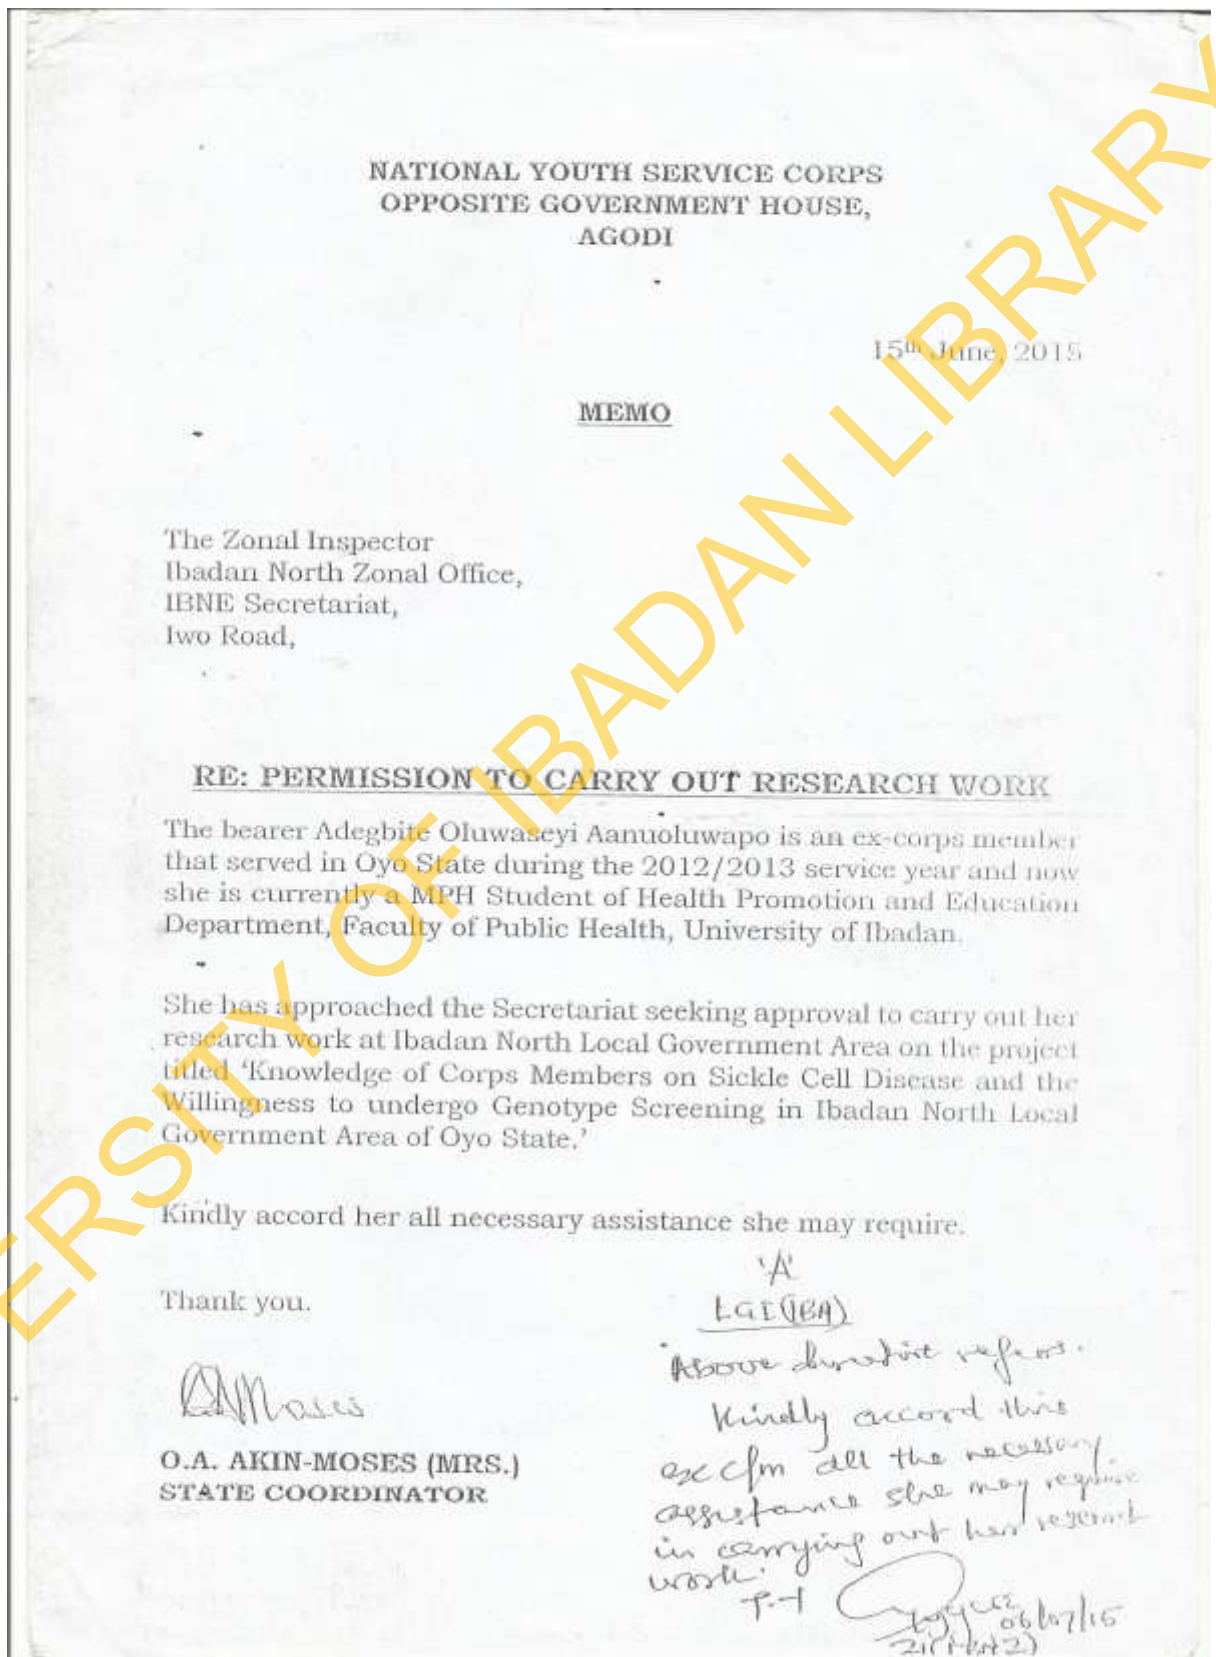 NATIONAL YOUTH SERVICE CORPS
OPPOSITE GOVERNMENT HOUSE,
AGODI
15th June, 2015
MEMO
The Zonal Inspector
Ibadan North Zonal Office,
IBNE Secretariat,
Iwo Road,
RE: PERMISSION TO CARRY OUT RESEARCH WORK
The bearer Adegbite Oluwaseyi Aanuoluwapo is an ex-corps member
that served in Oyo State during the 2012/2013 service year and now
she is currently a MPH Student of Health Promotion and Education
Department, Faculty of Public Health, University of Ibadan.
She has approached the Secretariat seeking approval to carry out her
research work at Ibadan North Local Government Area on the project
titled ‘Knowledge of Corps Members on Sickle Cell Disease and the
Willingness to undergo Genotype Screening in Ibadan North Local
Government Area of Oyo State.’
Kindly accord her all necessary assistance she may require.
Thank you.
O.A. AKIN-MOSES (MRS.)
STATE COORDINATOR
'A'
LGI (IBA)
Above refers.
Kindly accord this
ex c/m all the necessary
assistance she may require
in carrying out her research
work.
06/07/15
ERSITY OF IBADAN LIBRARY